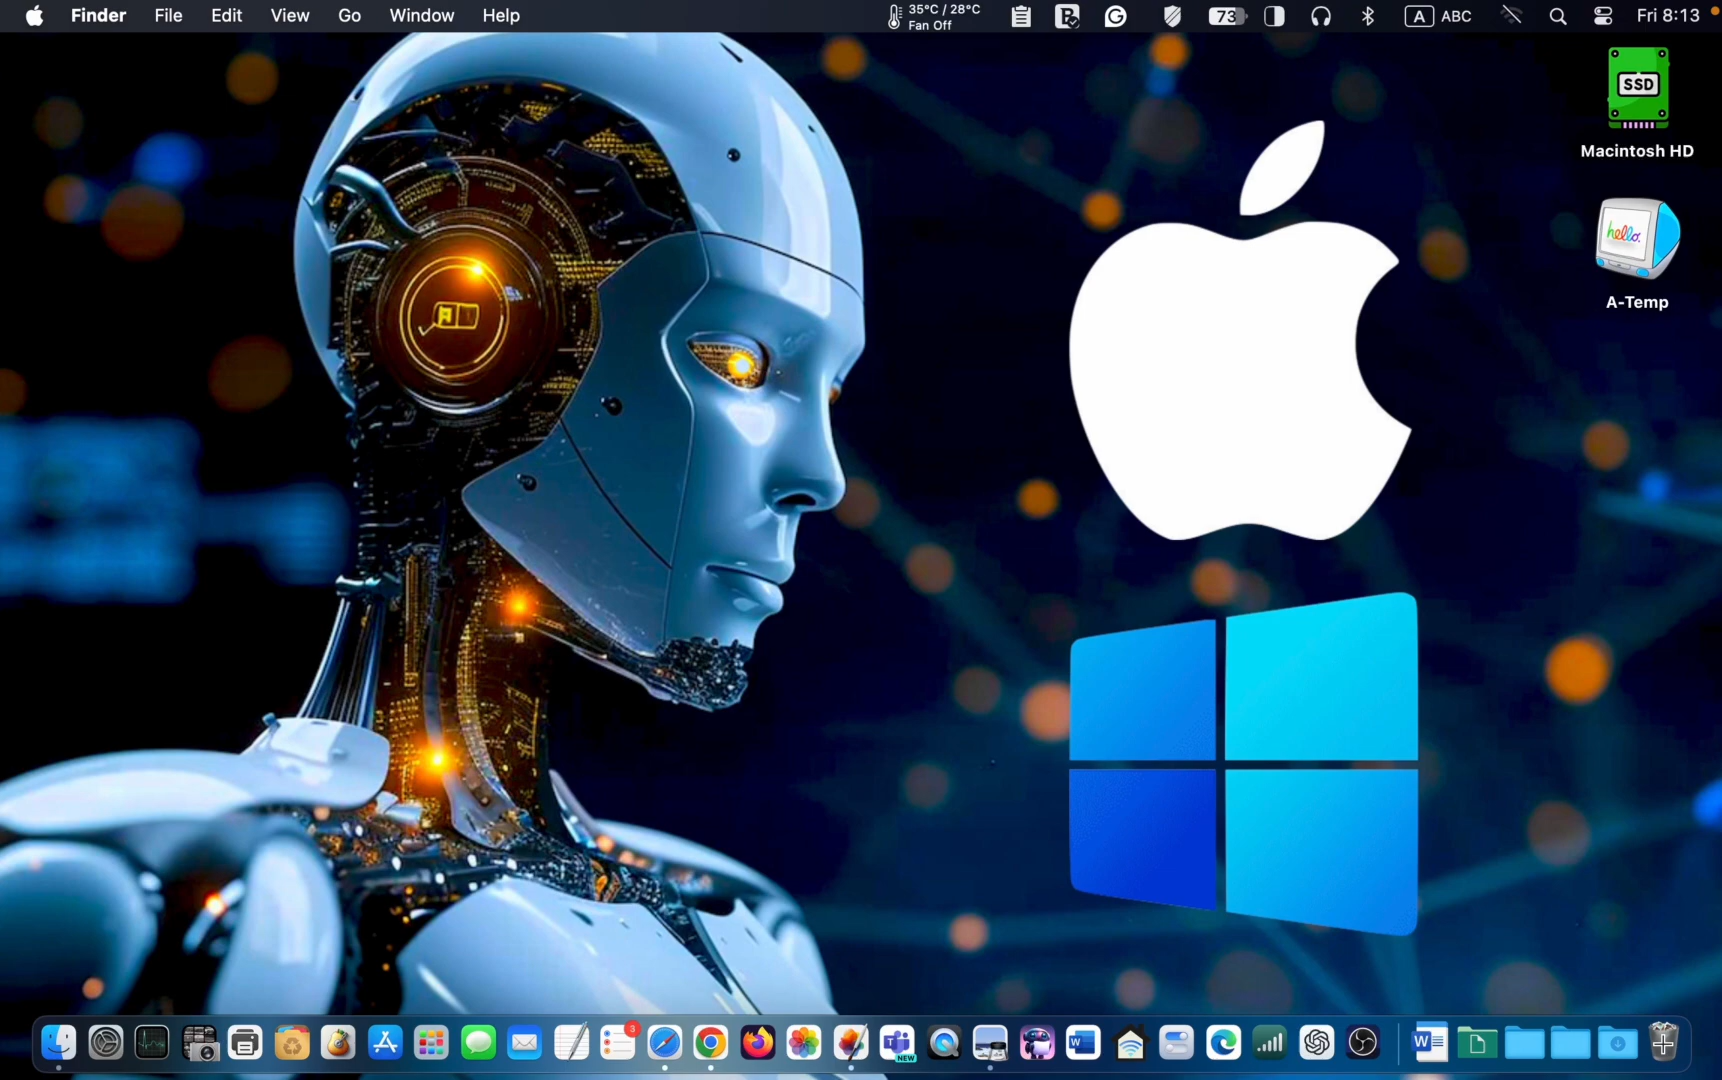 Finder File Edit View Go Window Help
35°C / 28°C
Fan Off
73
A ABC
Fri 8:13
SSD
Macintosh HD
hello.
A-Temp
3
NEW
W
W